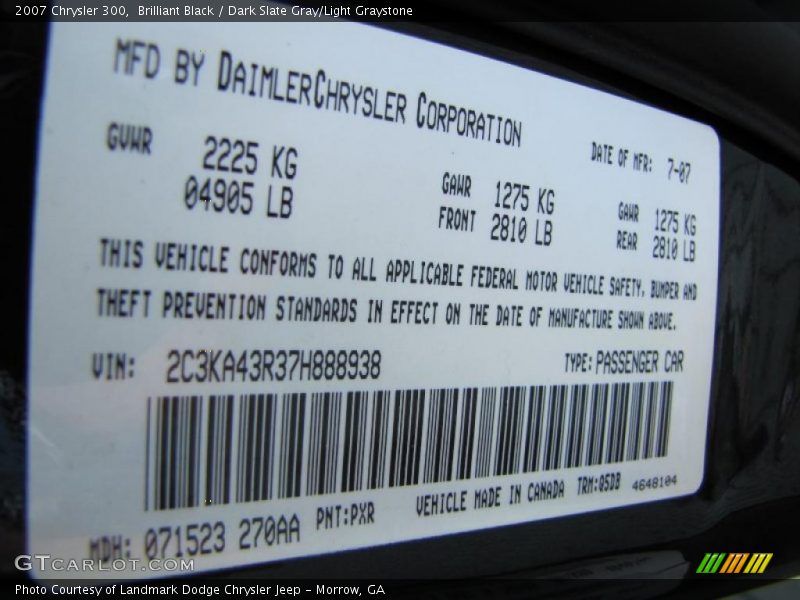 2007 Chrysler 300, Brilliant Black / Dark Slate Gray/Light Graystone
MFD BY DAIMLERCHRYSLER CORPORATION
DATE OF MFR: 7-07
GVWR 2225 KG
04905 LB
GAWR FRONT 1275 KG
2810 LB
GAWR REAR 1275 KG
2810 LB
THIS VEHICLE CONFORMS TO ALL APPLICABLE FEDERAL MOTOR VEHICLE SAFETY, BUMPER AND
THEFT PREVENTION STANDARDS IN EFFECT ON THE DATE OF MANUFACTURE SHOWN ABOVE.
VIN: 2C3KA43R37H888938 TYPE: PASSENGER CAR
MDH: 071523 270AA PNT:PXR VEHICLE MADE IN CANADA TRM:05DB 4648104
GTCARLOT.COM
Photo Courtesy of Landmark Dodge Chrysler Jeep - Morrow, GA